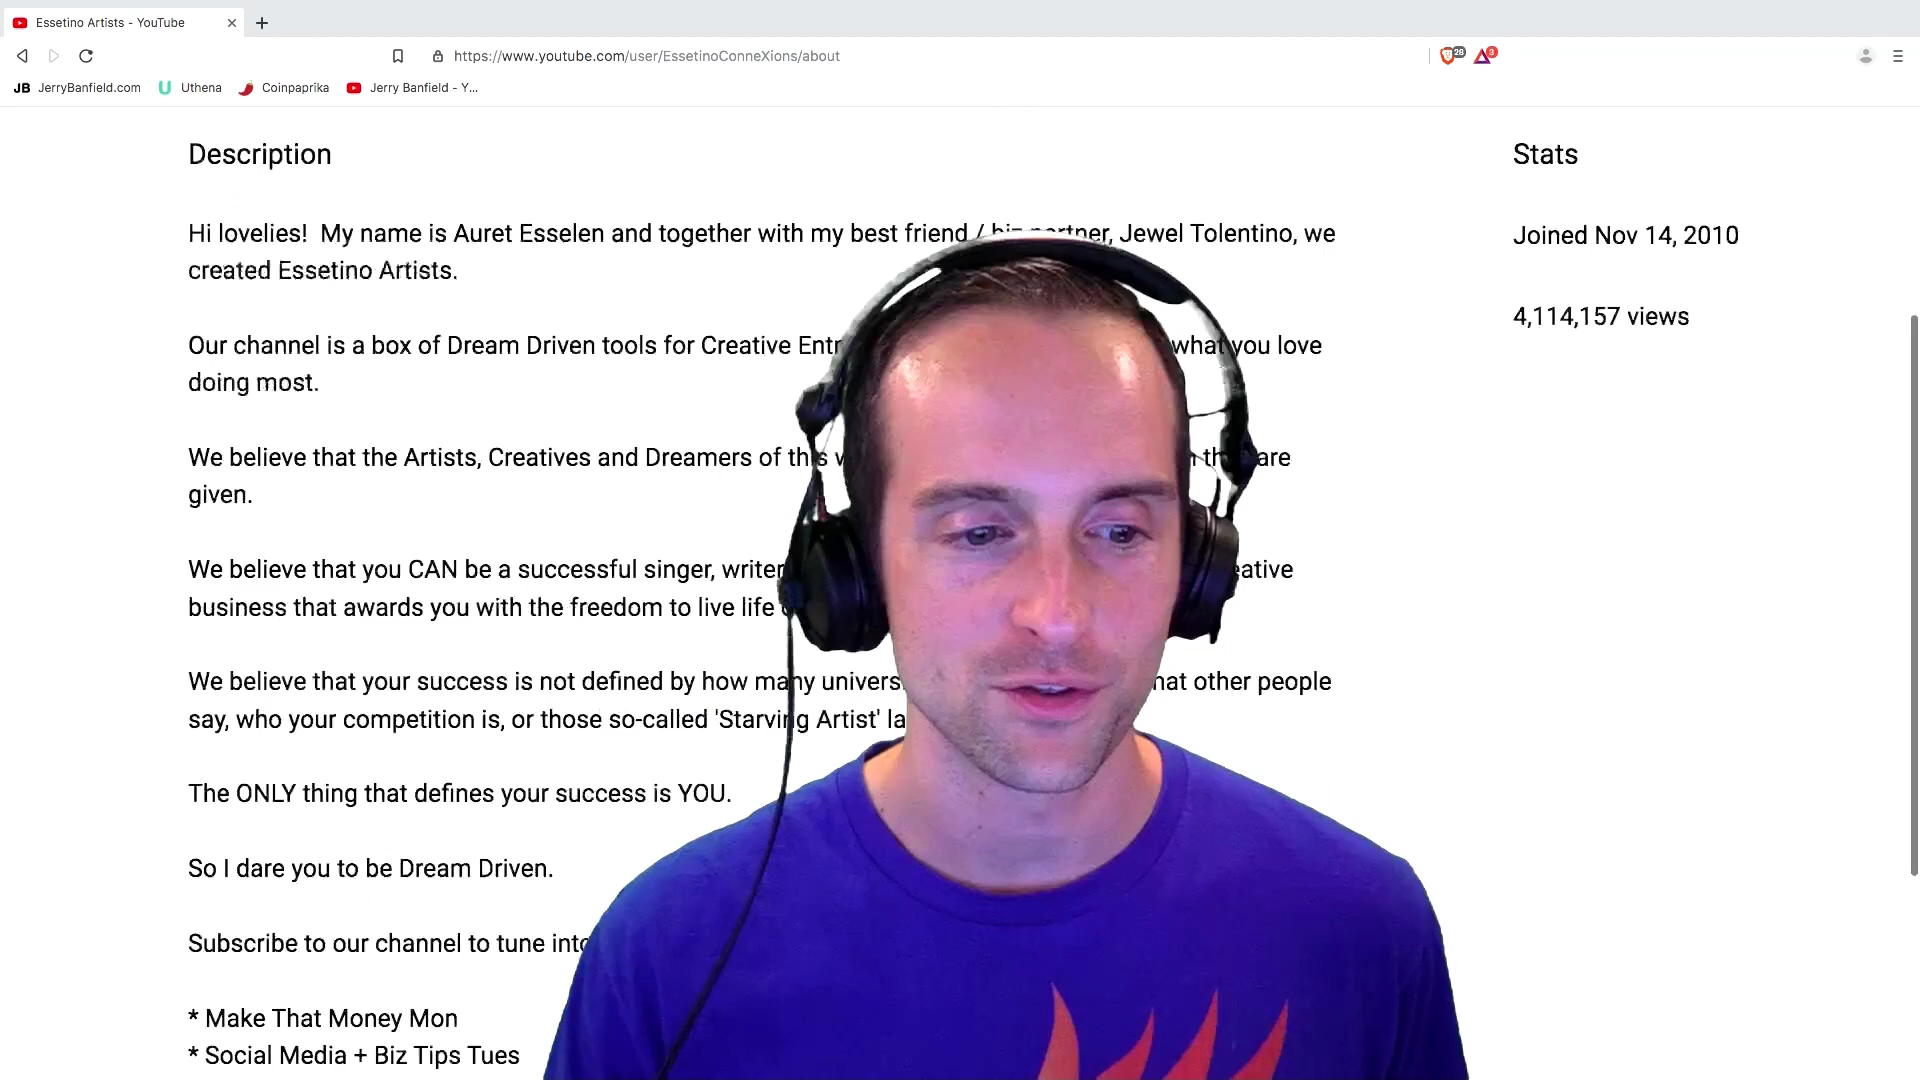 Essetino Artists - YouTube
https://www.youtube.com/user/EssetinoConneXions/about
28
3
JB JerryBanfield.com
Uthena
Coinpaprika
Jerry Banfield - Y...
Description
Stats
Hi lovelies! My name is Auret Esselen and together with my best friend / biz partner, Jewel Tolentino, we
created Essetino Artists.
Joined Nov 14, 2010
4,114,157 views
Our channel is a box of Dream Driven tools for Creative what you love
doing most.
We believe that the Artists, Creatives and Dreamers of this are
given.
We believe that you CAN be a successful singer, writer
business that awards you with the freedom to live life
We believe that your success is not defined by how many other people
say, who your competition is, or those so-called 'Starving Artist'
The ONLY thing that defines your success is YOU.
So I dare you to be Dream Driven.
Subscribe to our channel to tune into
* Make That Money Mon
* Social Media + Biz Tips Tues